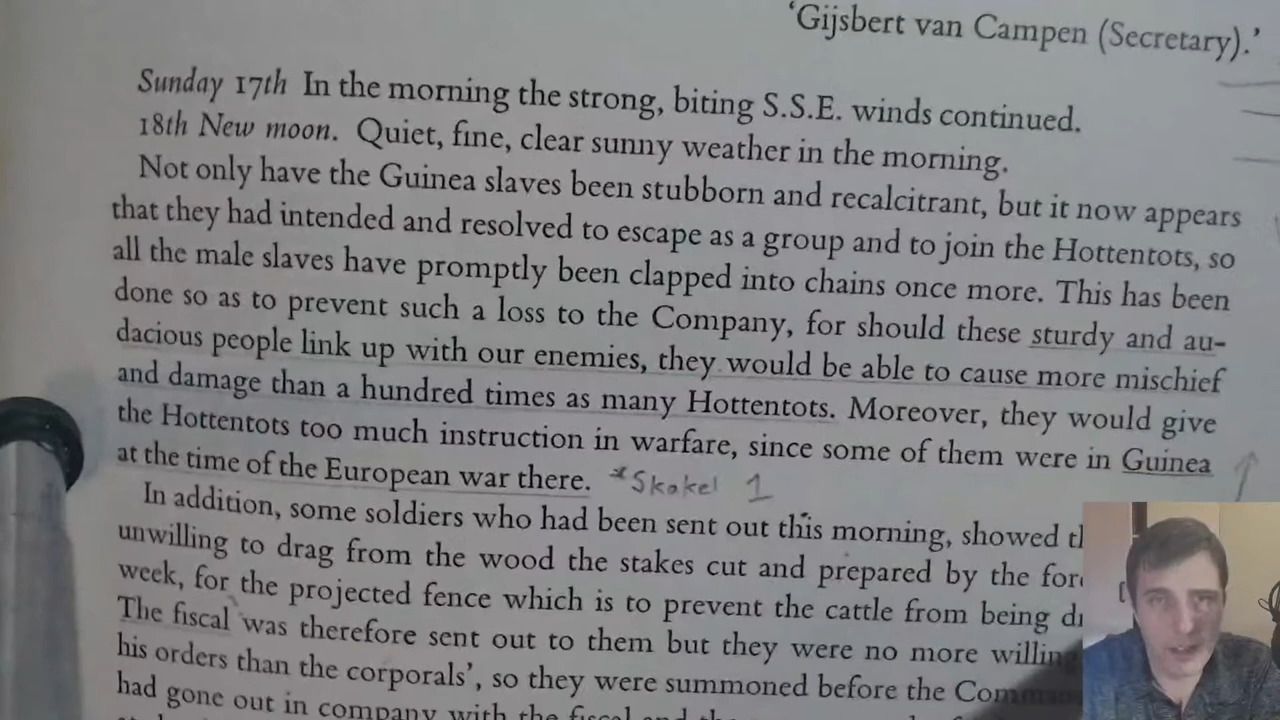 'Gijsbert van Campen (Secretary).'
Sunday 17th In the morning the strong, biting S.S.E. winds continued.
18th New moon. Quiet, fine, clear sunny weather in the morning.
Not only have the Guinea slaves been stubborn and recalcitrant, but it now appears
that they had intended and resolved to escape as a group and to join the Hottentots, so
all the male slaves have promptly been clapped into chains once more. This has been
done so as to prevent such a loss to the Company, for should these sturdy and au-
dacious people link up with our enemies, they would be able to cause more mischief
and damage than a hundred times as many Hottentots. Moreover, they would give
the Hottentots too much instruction in warfare, since some of them were in Guinea
at the time of the European war there. *Skokel 1
In addition, some soldiers who had been sent out this morning, showed
unwilling to drag from the wood the stakes cut and prepared by the
week, for the projected fence which is to prevent the cattle from being
The fiscal was therefore sent out to them but they were no more willing
his orders than the corporals', so they were summoned before the
had gone out in company with the fiscal and the